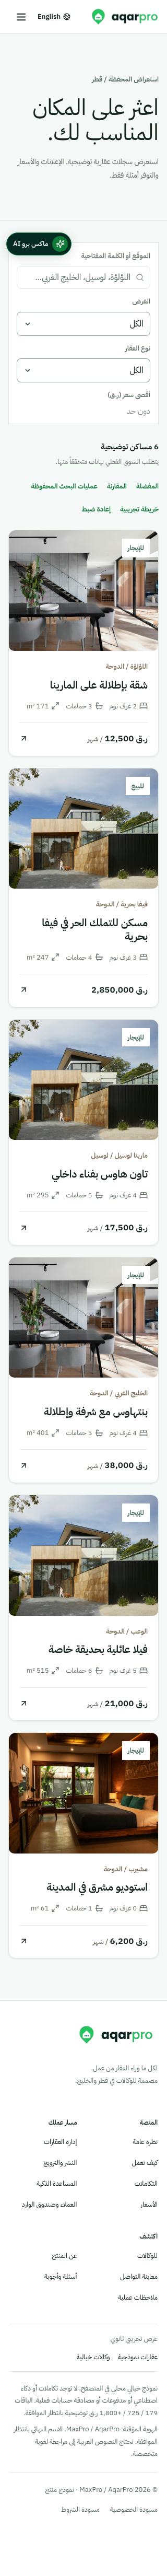 aqarpro
English
استعراض المحفظة / قطر
اعثر على المكان
المناسب لك.
استعرض سجلات عقارية توضيحية. الإعلانات والأسعار
والتوفر أمثلة فقط.
ماكس برو AI
الموقع أو الكلمة المفتاحية
اللؤلؤة، لوسيل، الخليج الغربي...
الغرض
الكل
نوع العقار
الكل
أقصى سعر (ر.ق)
دون حد
6 مساكن توضيحية
يتطلب السوق الفعلي بيانات متحققاً منها.
المفضلة
المقارنة
عمليات البحث المحفوظة
خريطة تجريبية
إعادة ضبط
للإيجار
اللؤلؤة / الدوحة
شقة بإطلالة على المارينا
2 غرف نوم
3 حمامات
171 m²
ر.ق 12,500 / شهر
للبيع
فيفا بحرية / الدوحة
مسكن للتملك الحر في فيفا
بحرية
3 غرف نوم
4 حمامات
247 m²
ر.ق 2,850,000
للإيجار
مارينا لوسيل / لوسيل
تاون هاوس بفناء داخلي
4 غرف نوم
5 حمامات
295 m²
ر.ق 17,500 / شهر
للإيجار
الخليج الغربي / الدوحة
بنتهاوس مع شرفة وإطلالة
4 غرف نوم
5 حمامات
401 m²
ر.ق 38,000 / شهر
للإيجار
الوعب / الدوحة
فيلا عائلية بحديقة خاصة
5 غرف نوم
6 حمامات
515 m²
ر.ق 21,000 / شهر
للإيجار
مشيرب / الدوحة
استوديو مشرق في المدينة
0 غرف نوم
1 حمامات
61 m²
ر.ق 6,200 / شهر
aqarpro
لكل ما وراء العقار من عمل.
مصممة للوكالات في قطر والخليج.
المنصة
نظرة عامة
كيف تعمل
التكاملات
الأسعار
مسار عملك
إدارة العقارات
النشر والترويج
المساعدة الذكية
العملاء وصندوق الوارد
اكتشف
للوكالات
معاينة التواصل
ملاحظات عملية
عن المنتج
أسئلة وأجوبة
عرض تجريبي ثانوي
عقارات نموذجية
وكالات خيالية
نموذج خيالي محلي في المتصفح. لا توجد تكاملات أو ذكاء
اصطناعي أو مدفوعات أو مصادقة حسابات فعلية. الباقات
179 / 725 / 1,800+ ر.ق توضيحية بانتظار الموافقة.
الهوية المؤقتة: MaxPro / AqarPro. الاسم النهائي بانتظار
الموافقة. تحتاج النصوص العربية إلى مراجعة لغوية
متخصصة.
© 2026 MaxPro / AqarPro · نموذج منتج
مسودة الخصوصية
مسودة الشروط